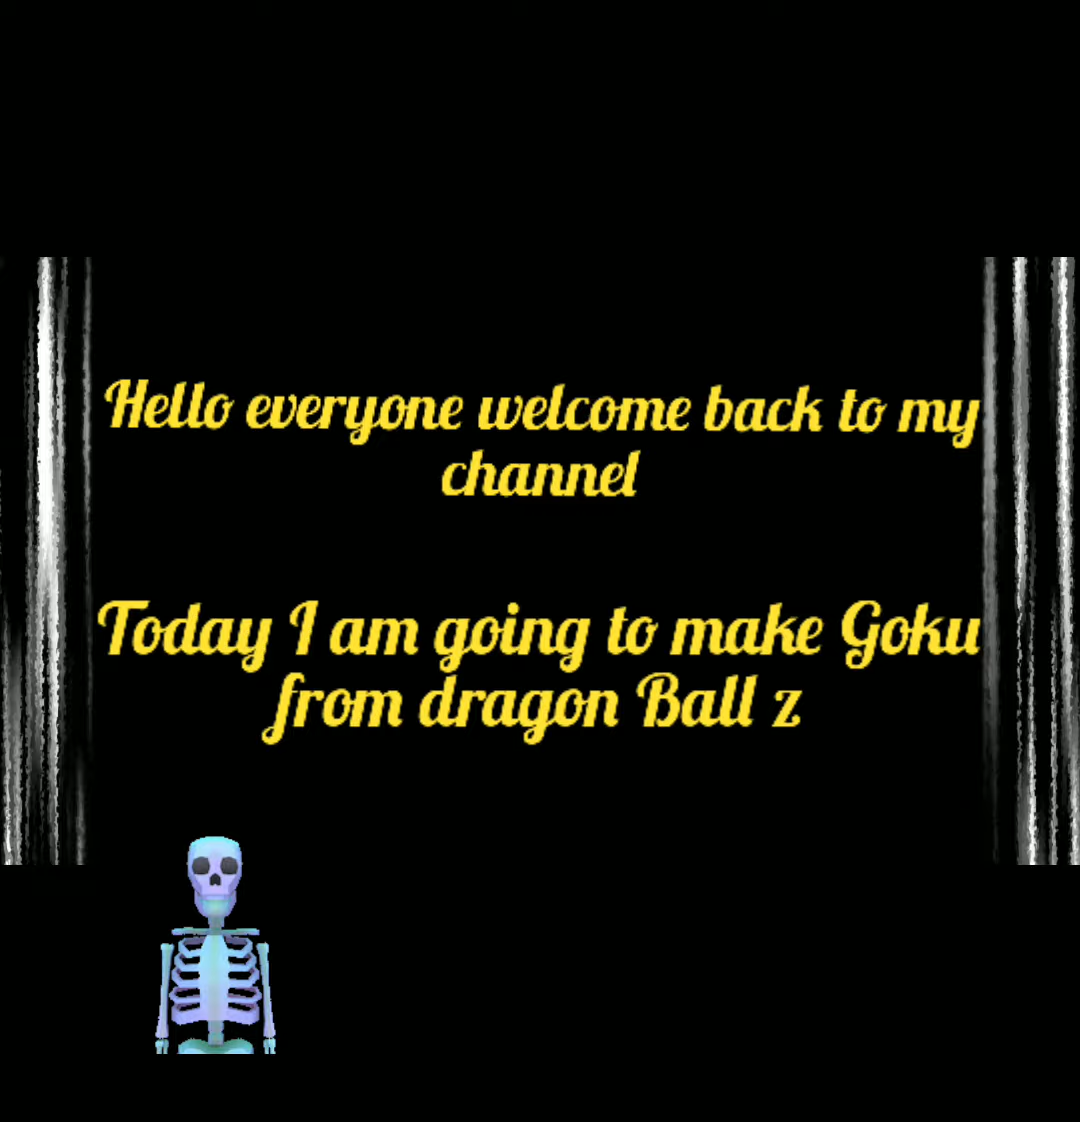 Hello everyone welcome back to my
channel
Today I am going to make Goku
from dragon Ball z